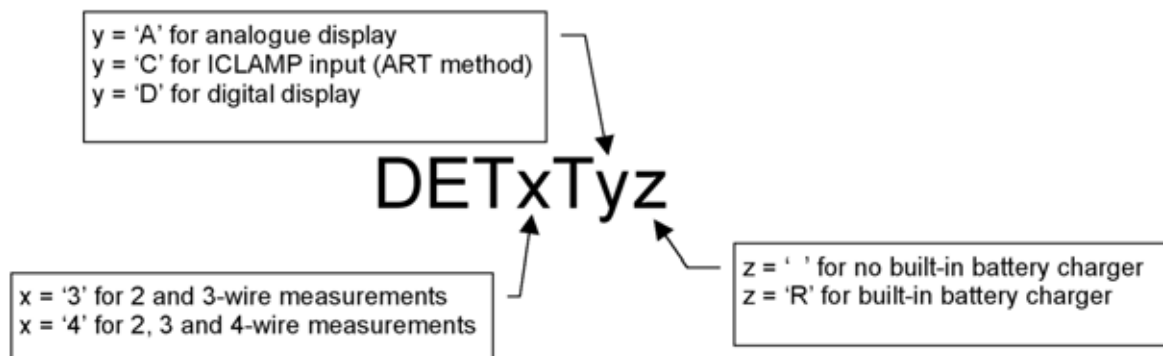 y = ‘A’ for analogue display
y = ‘C’ for ICLAMP input (ART method)
y = ‘D’ for digital display
DETxTyz
x = ‘3’ for 2 and 3-wire measurements
x = ‘4’ for 2, 3 and 4-wire measurements
z = ‘  ’ for no built-in battery charger
z = ‘R’ for built-in battery charger